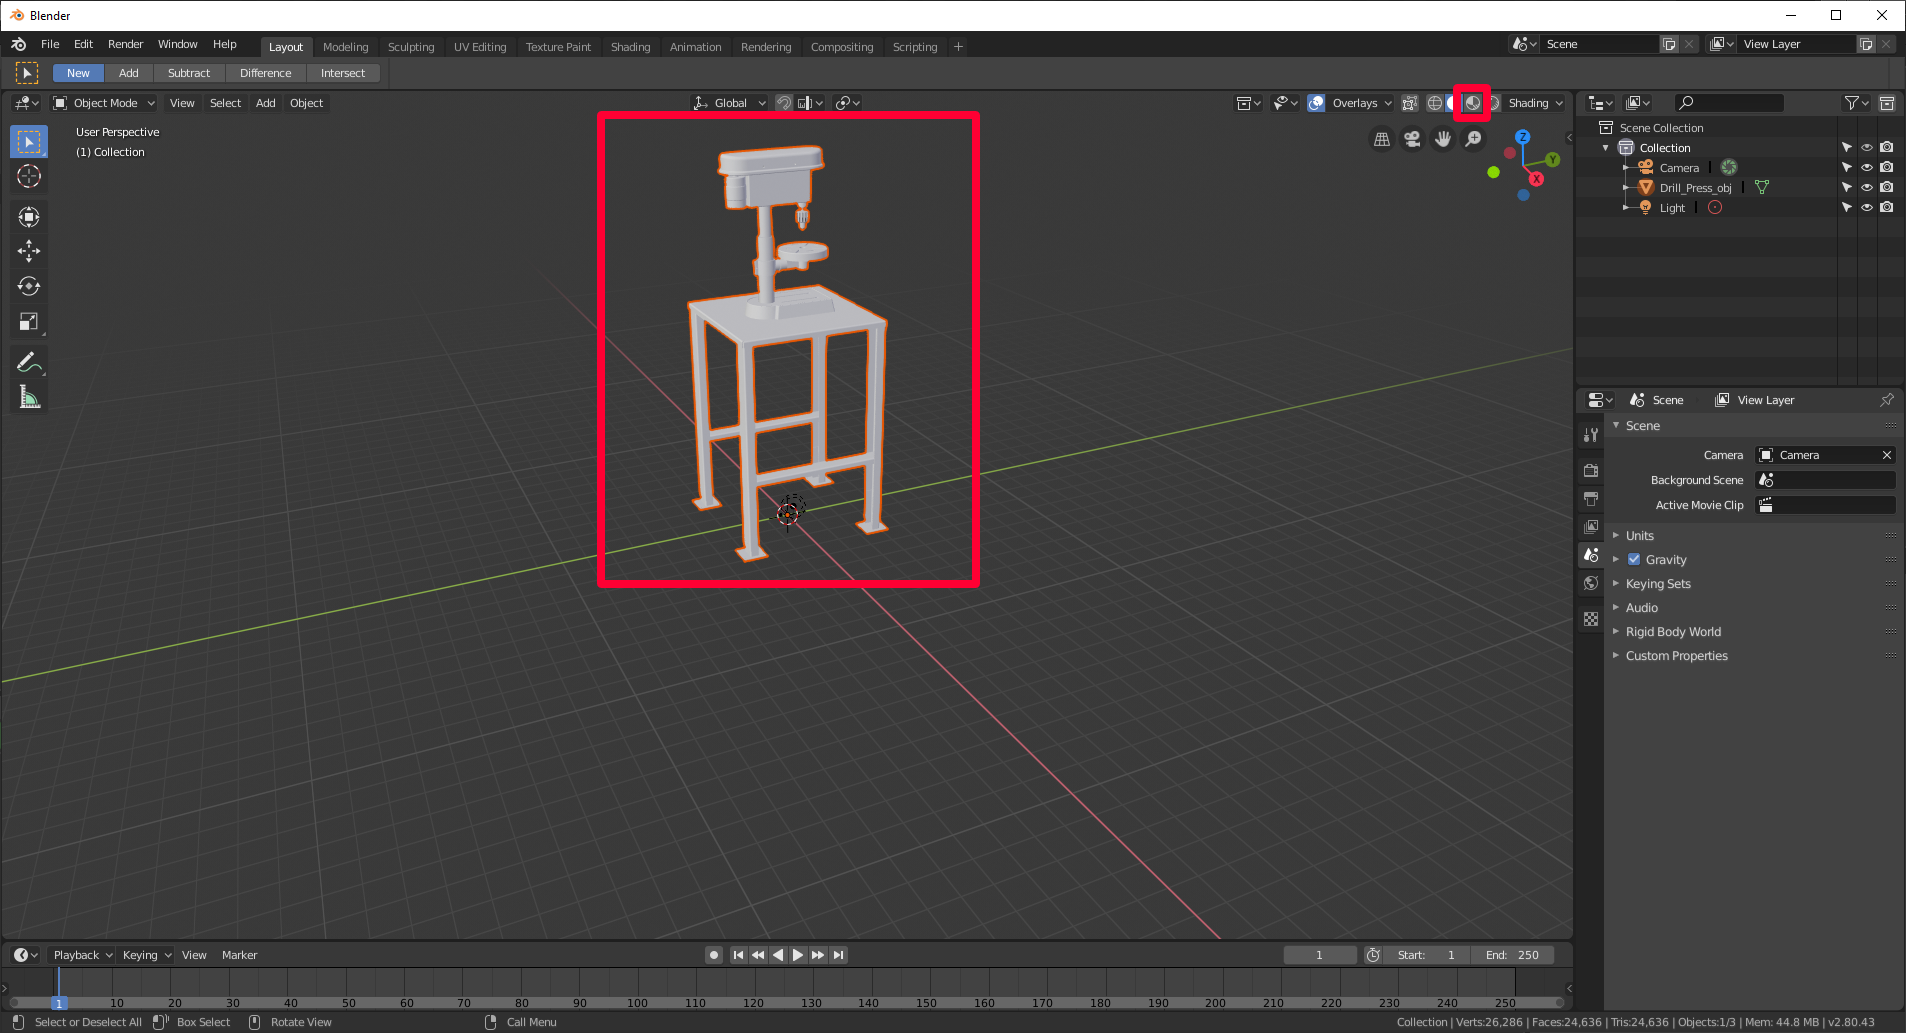 Blender
File Edit Render Window Help Layout Modeling Sculpting UV Editing Texture Paint Shading Animation Rendering Compositing Scripting + Scene View Layer
New Add Subtract Difference Intersect
Object Mode View Select Add Object Global Overlays Shading
User Perspective
(1) Collection
Z
Y
X
Scene Collection
Collection
Camera
Drill_Press_obj
Light
Scene View Layer
Scene
Camera Camera
Background Scene
Active Movie Clip
Units
Gravity
Keying Sets
Audio
Rigid Body World
Custom Properties
Playback Keying View Marker 1 Start: 1 End: 250
1 10 20 30 40 50 60 70 80 90 100 110 120 130 140 150 160 170 180 190 200 210 220 230 240 250
Select or Deselect All Box Select Rotate View Call Menu Collection | Verts:26,286 | Faces:24,636 | Tris:24,636 | Objects:1/3 | Mem: 44.8 MB | v2.80.43